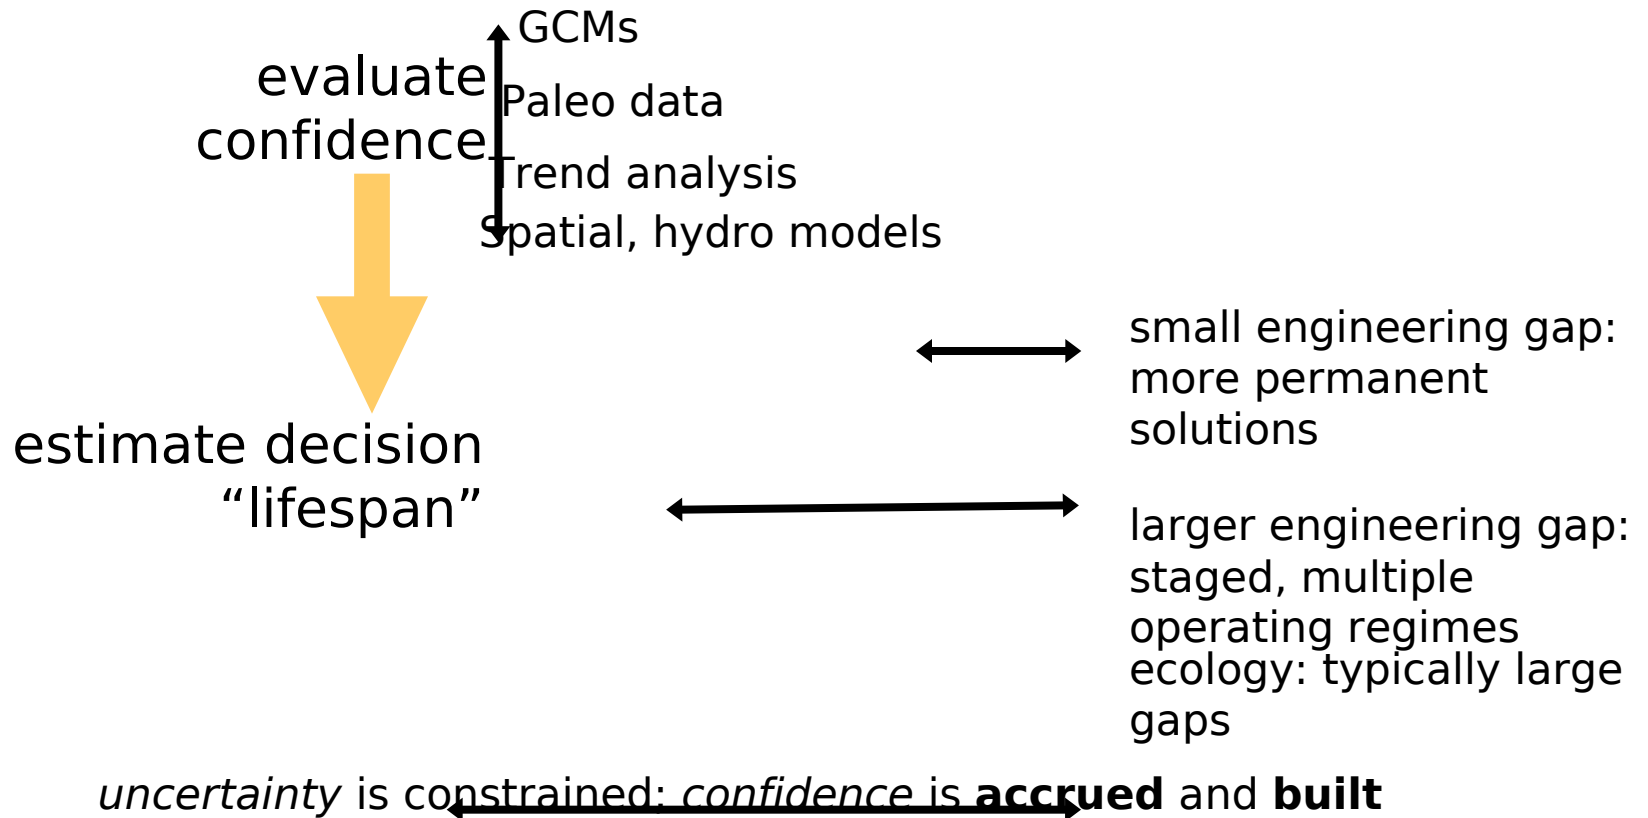 GCMs
evaluate
confidence
Paleo data
Trend analysis
Spatial, hydro models
small engineering gap:
more permanent
solutions
estimate decision
“lifespan”
larger engineering gap:
staged, multiple
operating regimes
ecology: typically large
gaps
uncertainty is constrained; confidence is accrued and built